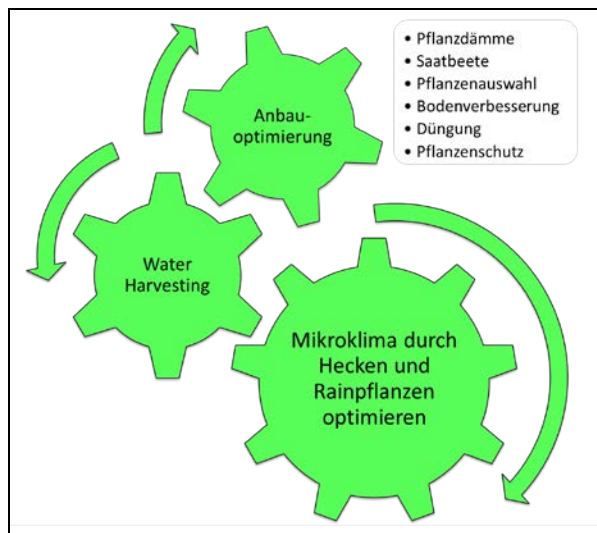 Anbau-
optimierung
• Pflanzdämme
• Saatbeete
• Pflanzenauswahl
• Bodenverbesserung
• Düngung
• Pflanzenschutz
Water
Harvesting
Mikroklima durch
Hecken und
Rainpflanzen
optimieren